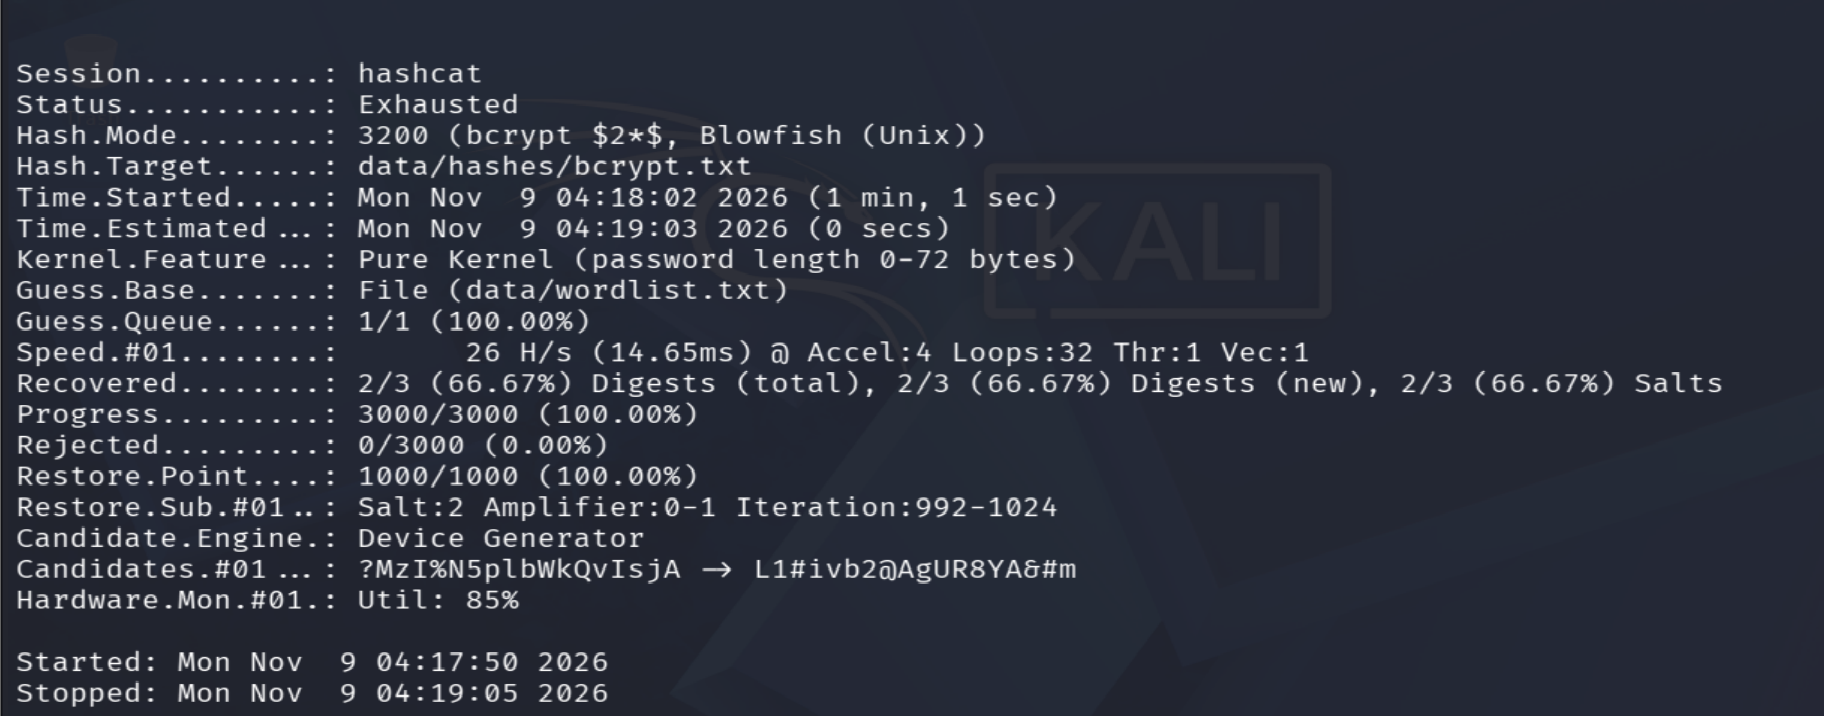 Session..........: hashcat
Status...........: Exhausted
Hash.Mode........: 3200 (bcrypt $2*$, Blowfish (Unix))
Hash.Target......: data/hashes/bcrypt.txt
Time.Started.....: Mon Nov  9 04:18:02 2026 (1 min, 1 sec)
Time.Estimated...: Mon Nov  9 04:19:03 2026 (0 secs)
Kernel.Feature...: Pure Kernel (password length 0-72 bytes)
Guess.Base.......: File (data/wordlist.txt)
Guess.Queue......: 1/1 (100.00%)
Speed.#01........:       26 H/s (14.65ms) @ Accel:4 Loops:32 Thr:1 Vec:1
Recovered........: 2/3 (66.67%) Digests (total), 2/3 (66.67%) Digests (new), 2/3 (66.67%) Salts
Progress.........: 3000/3000 (100.00%)
Rejected.........: 0/3000 (0.00%)
Restore.Point....: 1000/1000 (100.00%)
Restore.Sub.#01..: Salt:2 Amplifier:0-1 Iteration:992-1024
Candidate.Engine.: Device Generator
Candidates.#01...: ?MzI%N5plbWkQvIsjA -> L1#ivb2@AgUR8YA&#m
Hardware.Mon.#01.: Util: 85%
Started: Mon Nov  9 04:17:50 2026
Stopped: Mon Nov  9 04:19:05 2026
KALI